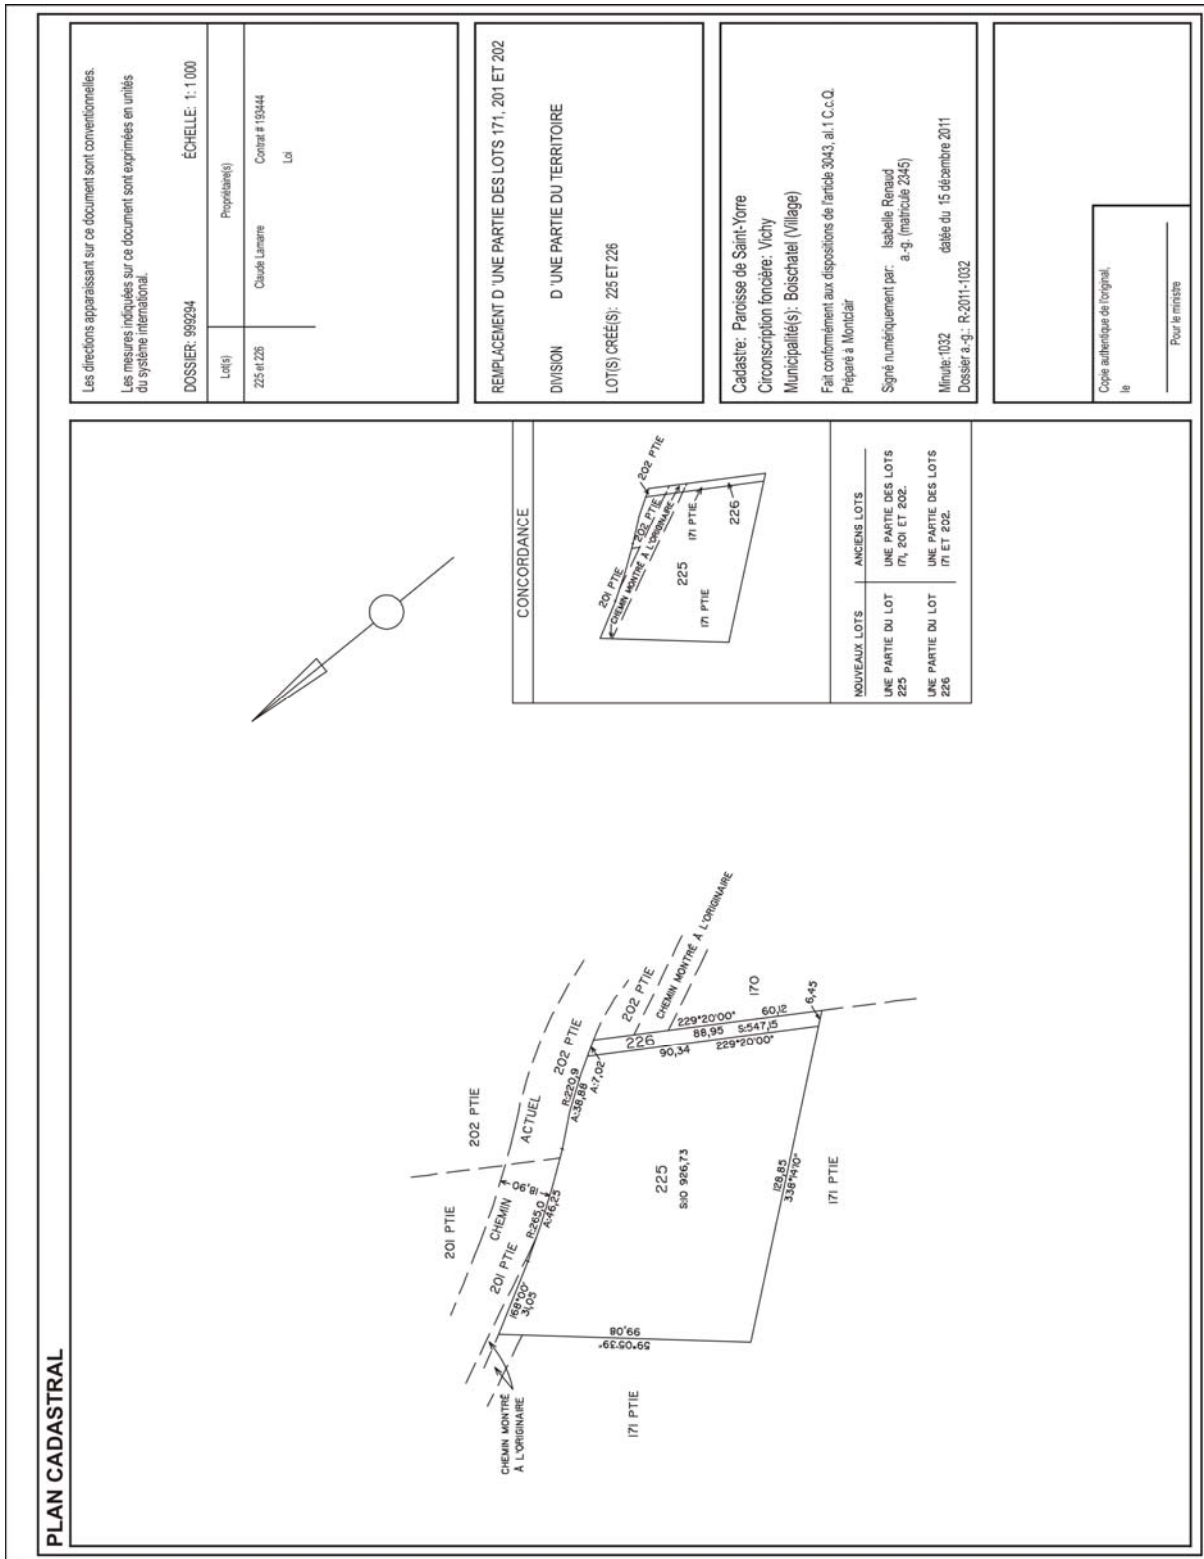 PLAN CADASTRAL
201 PTIE
202 PTIE
CHEMIN
ACTUEL
18,90
201 PTIE
202 PTIE
168°00'
31,05
R:265,0
A:46,25
R:220,9
A:38,88
A:7,02
CHEMIN MONTRÉ
À L'ORIGINAIRE
202 PTIE
CHEMIN MONTRÉ À L'ORIGINAIRE
226
229°20'00"
60,12
88,95
S:547,15
90,34
229°20'00"
170
6,45
99,08
59°05'39"
225
S:10 926,73
128,85
338°14'10"
171 PTIE
171 PTIE
CONCORDANCE
201 PTIE
202 PTIE
202 PTIE
CHEMIN MONTRÉ À L'ORIGINAIRE
225
171 PTIE
171 PTIE
226
NOUVEAUX LOTS
ANCIENS LOTS
UNE PARTIE DU LOT
225
UNE PARTIE DES LOTS
171, 201 ET 202.
UNE PARTIE DU LOT
226
UNE PARTIE DES LOTS
171 ET 202.
Les directions apparaissant sur ce document sont conventionnelles.
Les mesures indiquées sur ce document sont exprimées en unités
du système international.
DOSSIER: 999294 ÉCHELLE: 1: 1 000
Lot(s) Propriétaire(s)
225 et 226 Claude Lamarre Contrat # 193444
Loi
REMPLACEMENT D 'UNE PARTIE DES LOTS 171, 201 ET 202
DIVISION D 'UNE PARTIE DU TERRITOIRE
LOT(S) CRÉÉ(S): 225 ET 226
Cadastre: Paroisse de Saint-Yorre
Circonscription foncière: Vichy
Municipalité(s): Boischatel (Village)
Fait conformément aux dispositions de l'article 3043, al.1 C.c.Q.
Préparé à Montclair
Signé numériquement par: Isabelle Renaud
a.-g. (matricule 2345)
Minute:1032 datée du 15 décembre 2011
Dossier a.-g.: R-2011-1032
Copie authentique de l'original,
le
Pour le ministre